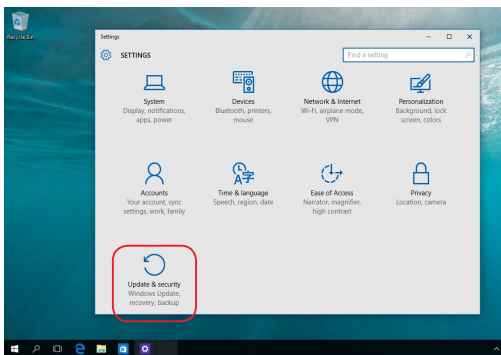 Recycle Bin
Settings
SETTINGS
Find a setting
System
Display, notifications,
apps, power
Devices
Bluetooth, printers,
mouse
Network & Internet
Wi-Fi, airplane mode,
VPN
Personalization
Background, lock
screen, colors
Accounts
Your account, sync
settings, work, family
Time & language
Speech, region, date
Ease of Access
Narrator, magnifier,
high contrast
Privacy
Location, camera
Update & security
Windows Update,
recovery, backup